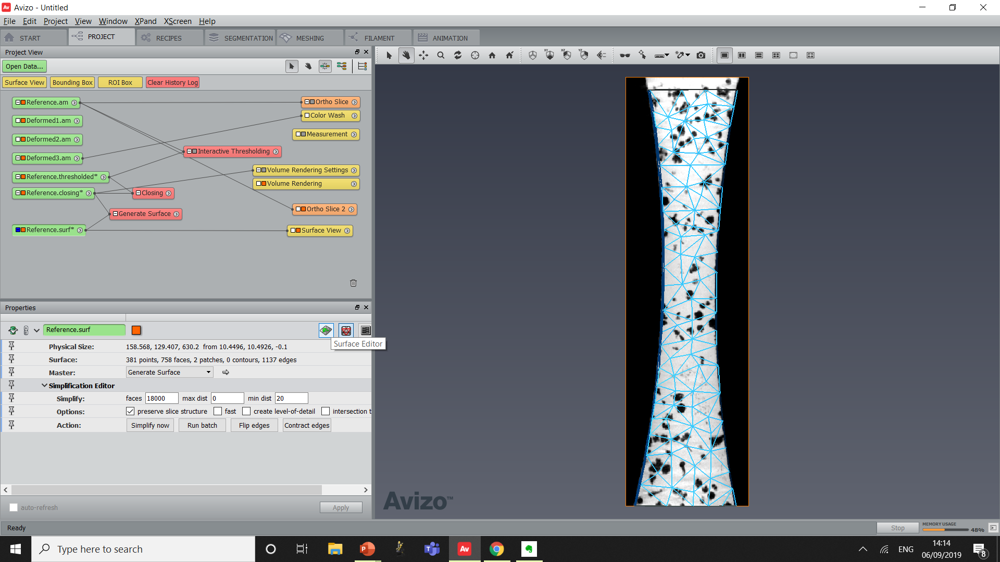 Av Avizo - Untitled
File Edit Project View Window XPand XScreen Help
START PROJECT RECIPES SEGMENTATION MESHING FILAMENT ANIMATION
Project View
Open Data...
Surface View Bounding Box ROI Box Clear History Log
XY XZ YZ
Reference.am Ortho Slice
Deformed1.am Color Wash
Deformed2.am Measurement
Deformed3.am Interactive Thresholding
Reference.thresholded* Volume Rendering Settings
Volume Rendering
Reference.closing* Closing
Generate Surface Ortho Slice 2
Reference.surf* Surface View
Properties
Reference.surf
Surface Editor
Physical Size: 158.568, 129.407, 630.2 from 10.4496, 10.4926, -0.1
Surface: 381 points, 758 faces, 2 patches, 0 contours, 1137 edges
Master: Generate Surface
Simplification Editor
Simplify: faces 18000 max dist 0 min dist 20
Options: preserve slice structure fast create level-of-detail intersection t
Action: Simplify now Run batch Flip edges Contract edges
auto-refresh Apply
Avizo™
Ready Stop MEMORY USAGE 48%
Type here to search
P
T
Av
ENG
14:14
06/09/2019
8